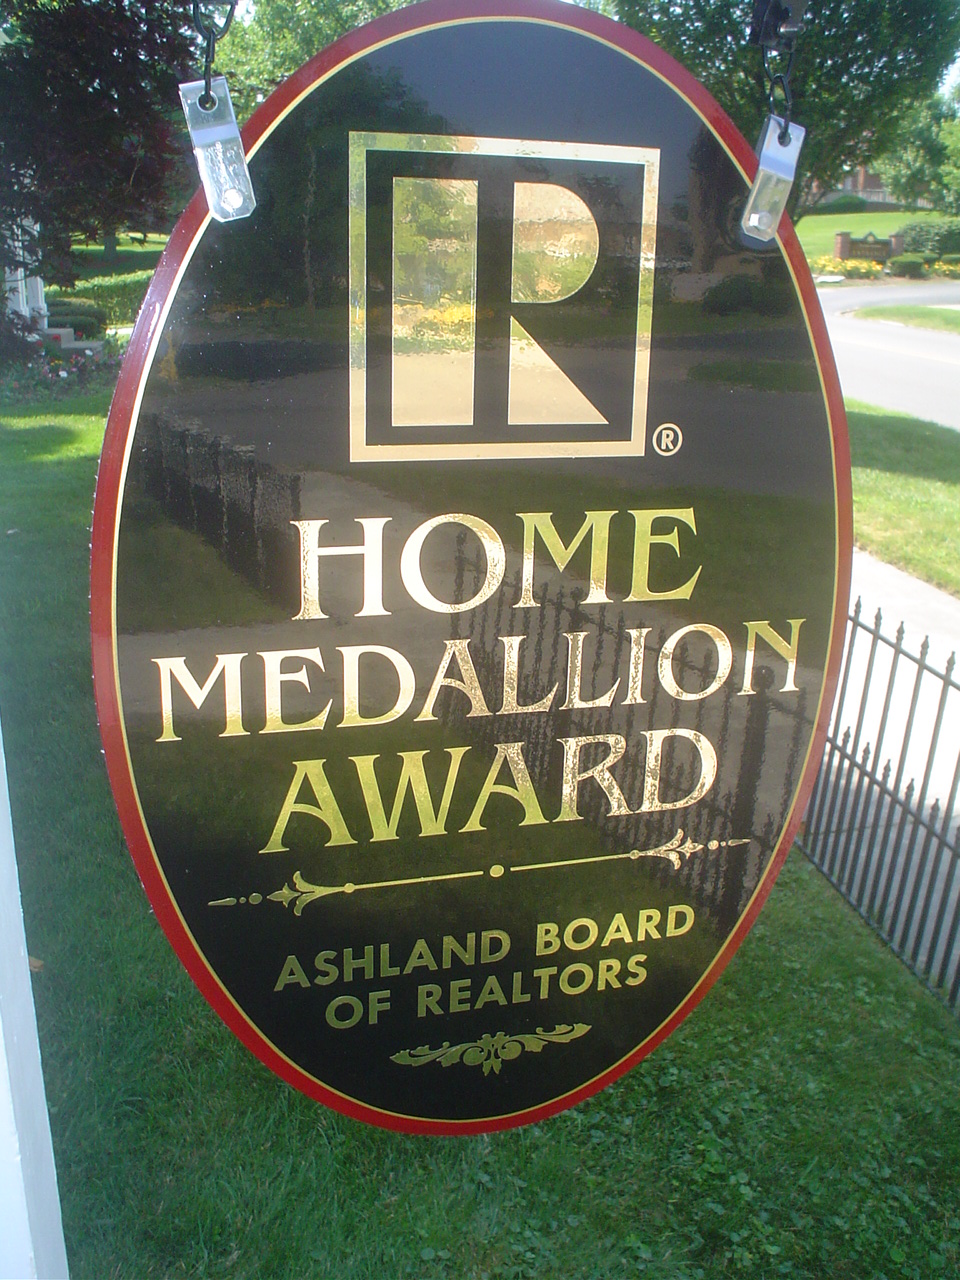 R ®
HOME
MEDALLION
AWARD
ASHLAND BOARD
OF REALTORS